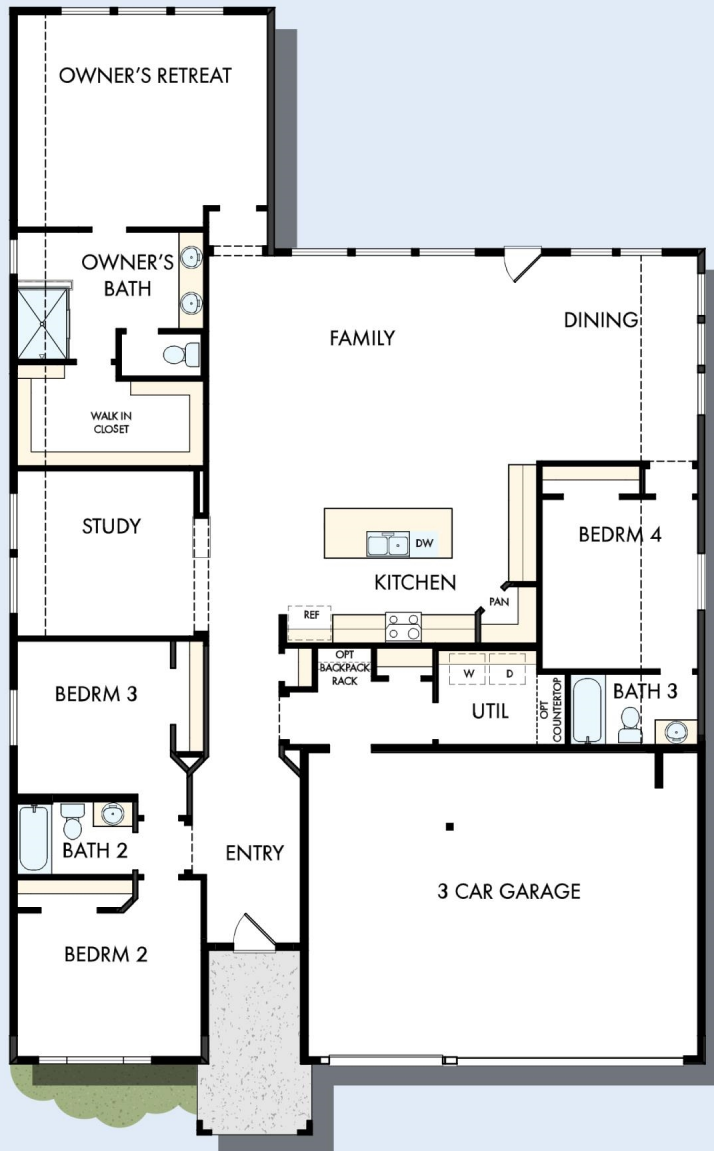 OWNER'S RETREAT
OWNER'S
BATH
FAMILY
DINING
WALK IN
CLOSET
STUDY
DW
BEDRM 4
KITCHEN
PAN
REF
OPT
BACKPACK
RACK
W
D
BEDRM 3
BATH 3
UTIL
OPT
COUNTERTOP
BATH 2
ENTRY
3 CAR GARAGE
BEDRM 2